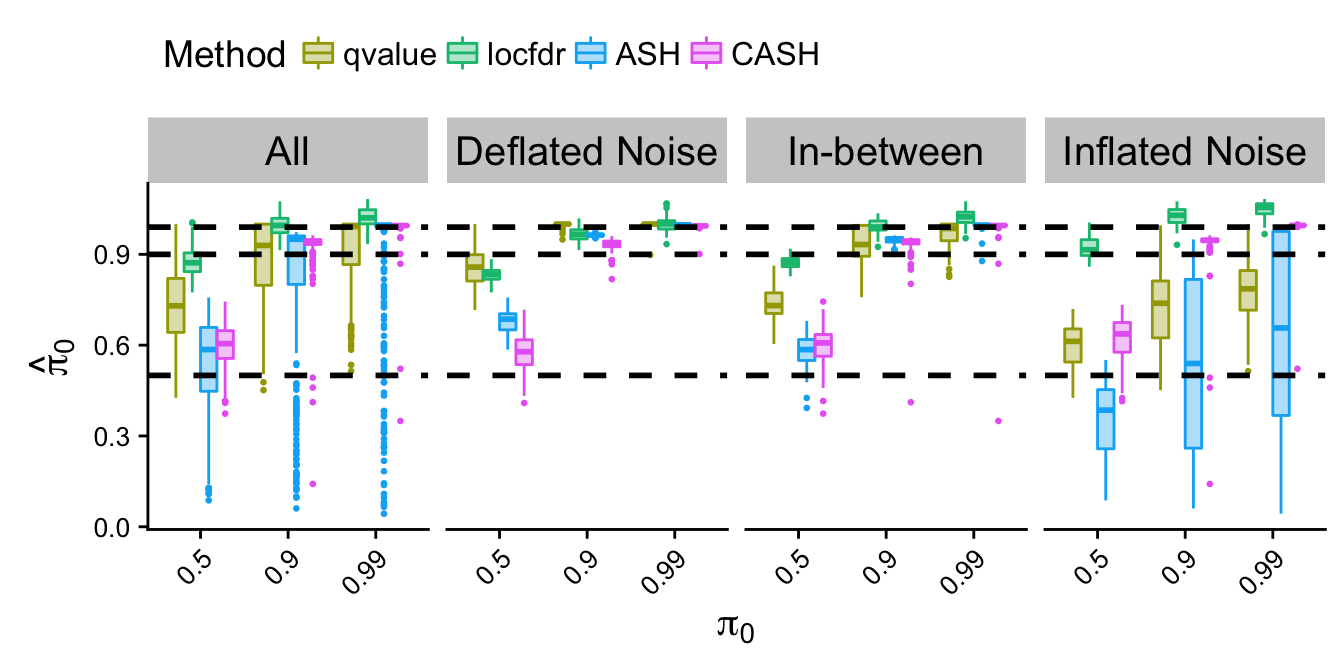 Method qvalue locfdr ASH CASH
All Deflated Noise In-between Inflated Noise
π̂0
0.9
0.6
0.3
0.0
0.5 0.9 0.99 0.5 0.9 0.99 0.5 0.9 0.99 0.5 0.9 0.99
π0